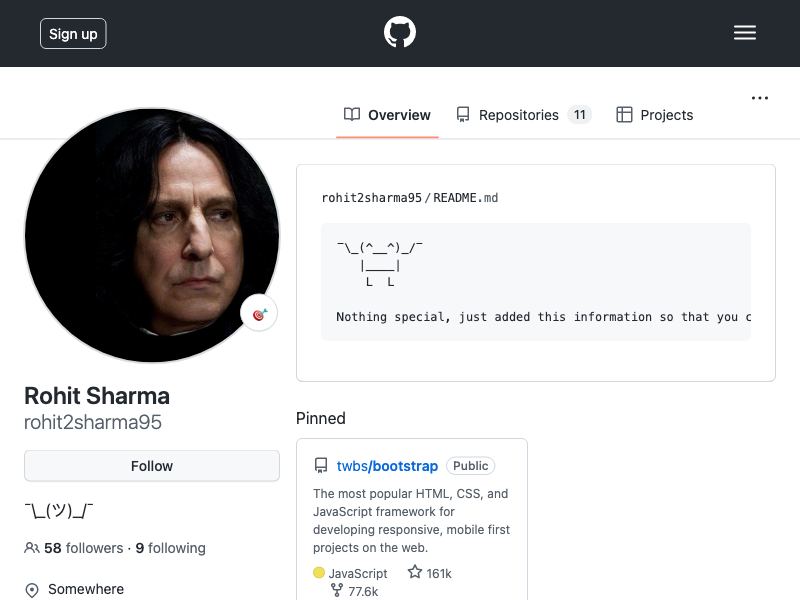 Sign up
Overview
Repositories 11
Projects
rohit2sharma95/README.md
¯\_(^__^)_/¯
|____|
L  L
Nothing special, just added this information so that you c
Rohit Sharma
rohit2sharma95
Follow
¯\_(ツ)_/¯
58 followers · 9 following
Somewhere
Pinned
twbs/bootstrap Public
The most popular HTML, CSS, and
JavaScript framework for
developing responsive, mobile first
projects on the web.
JavaScript 161k
77.6k